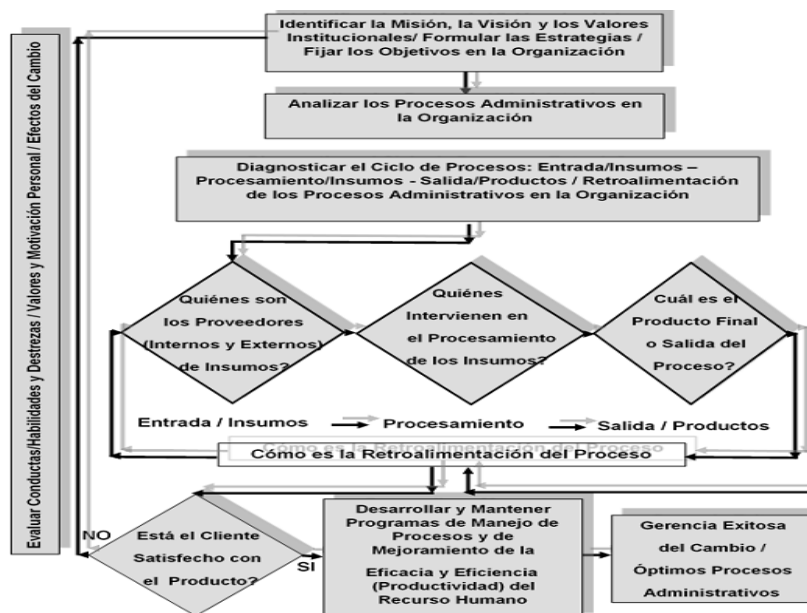 Identificar la Misión, la Visión y los Valores
Institucionales/ Formular las Estrategias /
Fijar los Objetivos en la Organización
Analizar los Procesos Administrativos en
la Organización
Diagnosticar el Ciclo de Procesos: Entrada/Insumos –
Procesamiento/Insumos - Salida/Productos / Retroalimentación
de los Procesos Administrativos en la Organización
Quiénes son
los Proveedores
(Internos y Externos)
de Insumos?
Quiénes
Intervienen en
el Procesamiento
de los Insumos?
Cuál es el
Producto Final
o Salida del
Proceso?
Entrada / Insumos
Procesamiento
Salida / Productos
Cómo es la Retroalimentación del Proceso
Está el Cliente
Satisfecho con
el Producto?
NO
SI
Desarrollar y Mantener
Programas de Manejo de
Procesos y de
Mejoramiento de la
Eficacia y Eficiencia
(Productividad) del
Recurso Humano
Gerencia Exitosa
del Cambio /
Óptimos Procesos
Administrativos
Evaluar Conductas/Habilidades y Destrezas / Valores y Motivación Personal / Efectos del Cambio